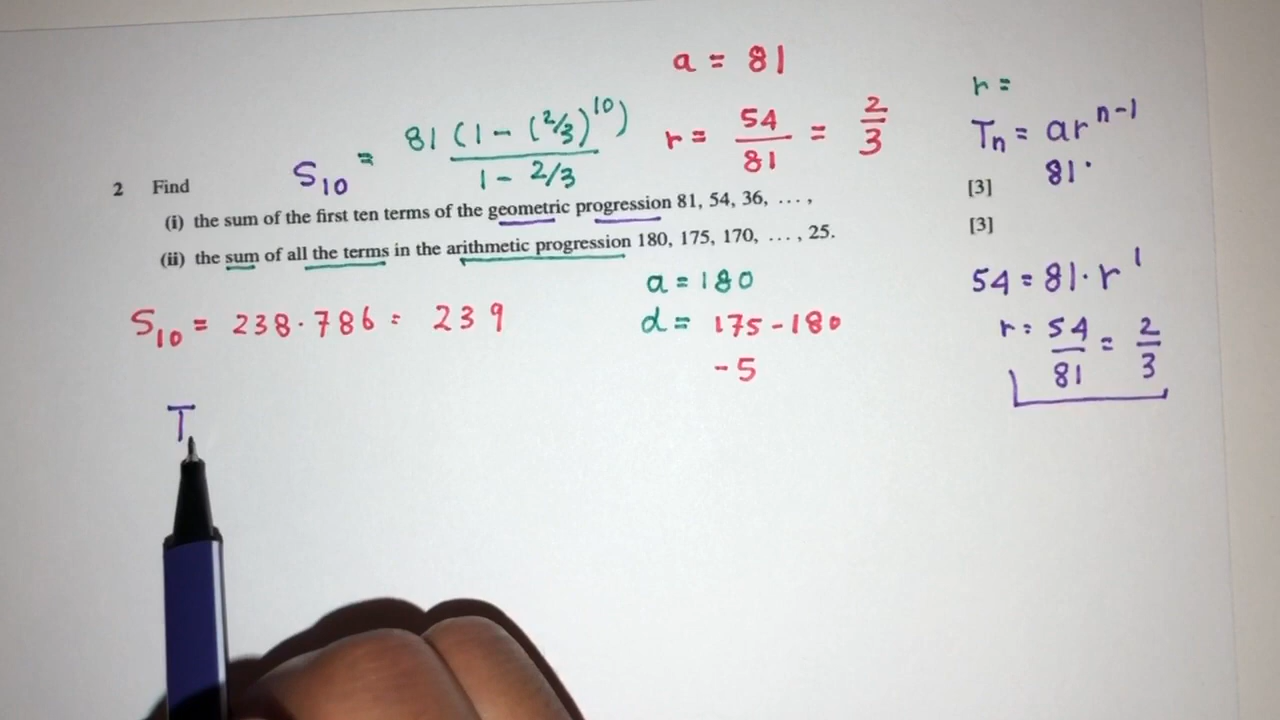 a = 81
r =
S10 = 81 (1 - (2/3)^10) / 1 - 2/3
r = 54/81 = 2/3
Tn = ar^n-1
81·
2 Find
(i) the sum of the first ten terms of the geometric progression 81, 54, 36, …, [3]
(ii) the sum of all the terms in the arithmetic progression 180, 175, 170, …, 25. [3]
a = 180
54 = 81· r^1
S10 = 238·786 = 239
d = 175 - 180
r = 54/81 = 2/3
- 5
T